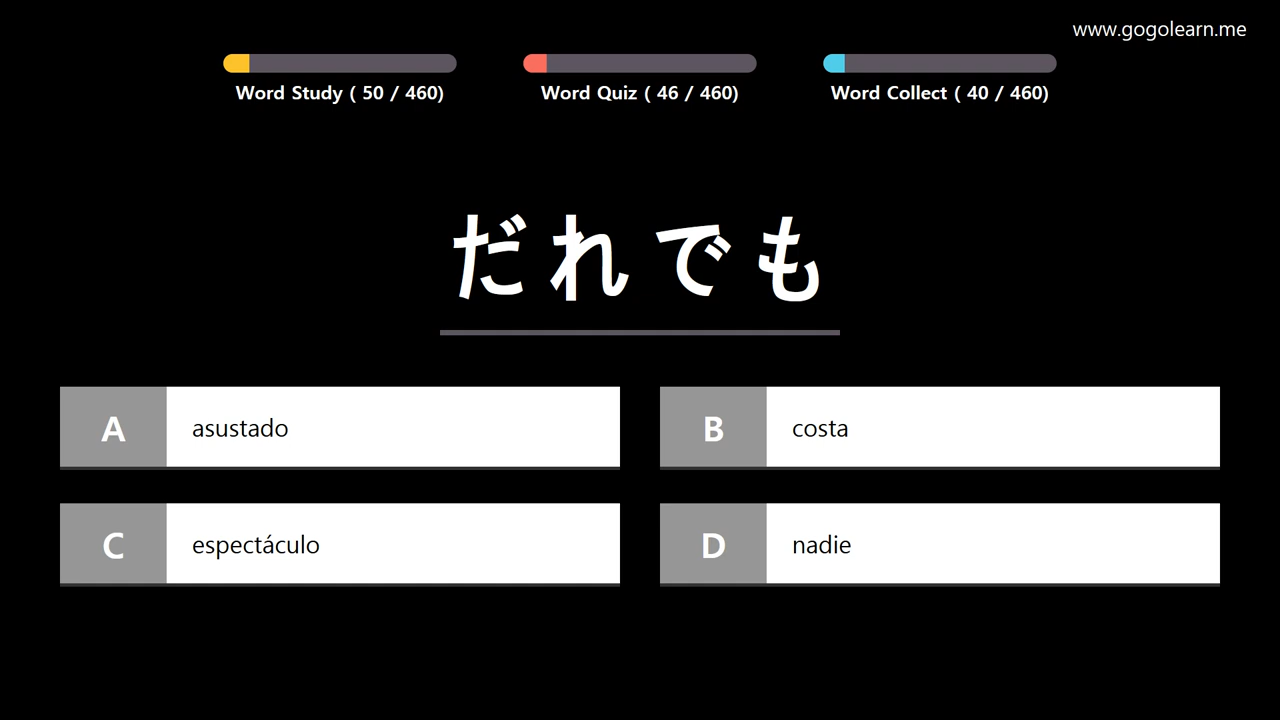 www.gogolearn.me
Word Study ( 50 / 460)
Word Quiz ( 46 / 460)
Word Collect ( 40 / 460)
だれでも
A asustado
B costa
C espectáculo
D nadie